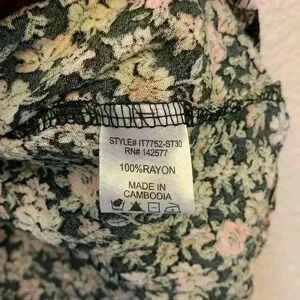 STYLE# IT7752-ST30
RN# 142577
100%RAYON
MADE IN
CAMBODIA